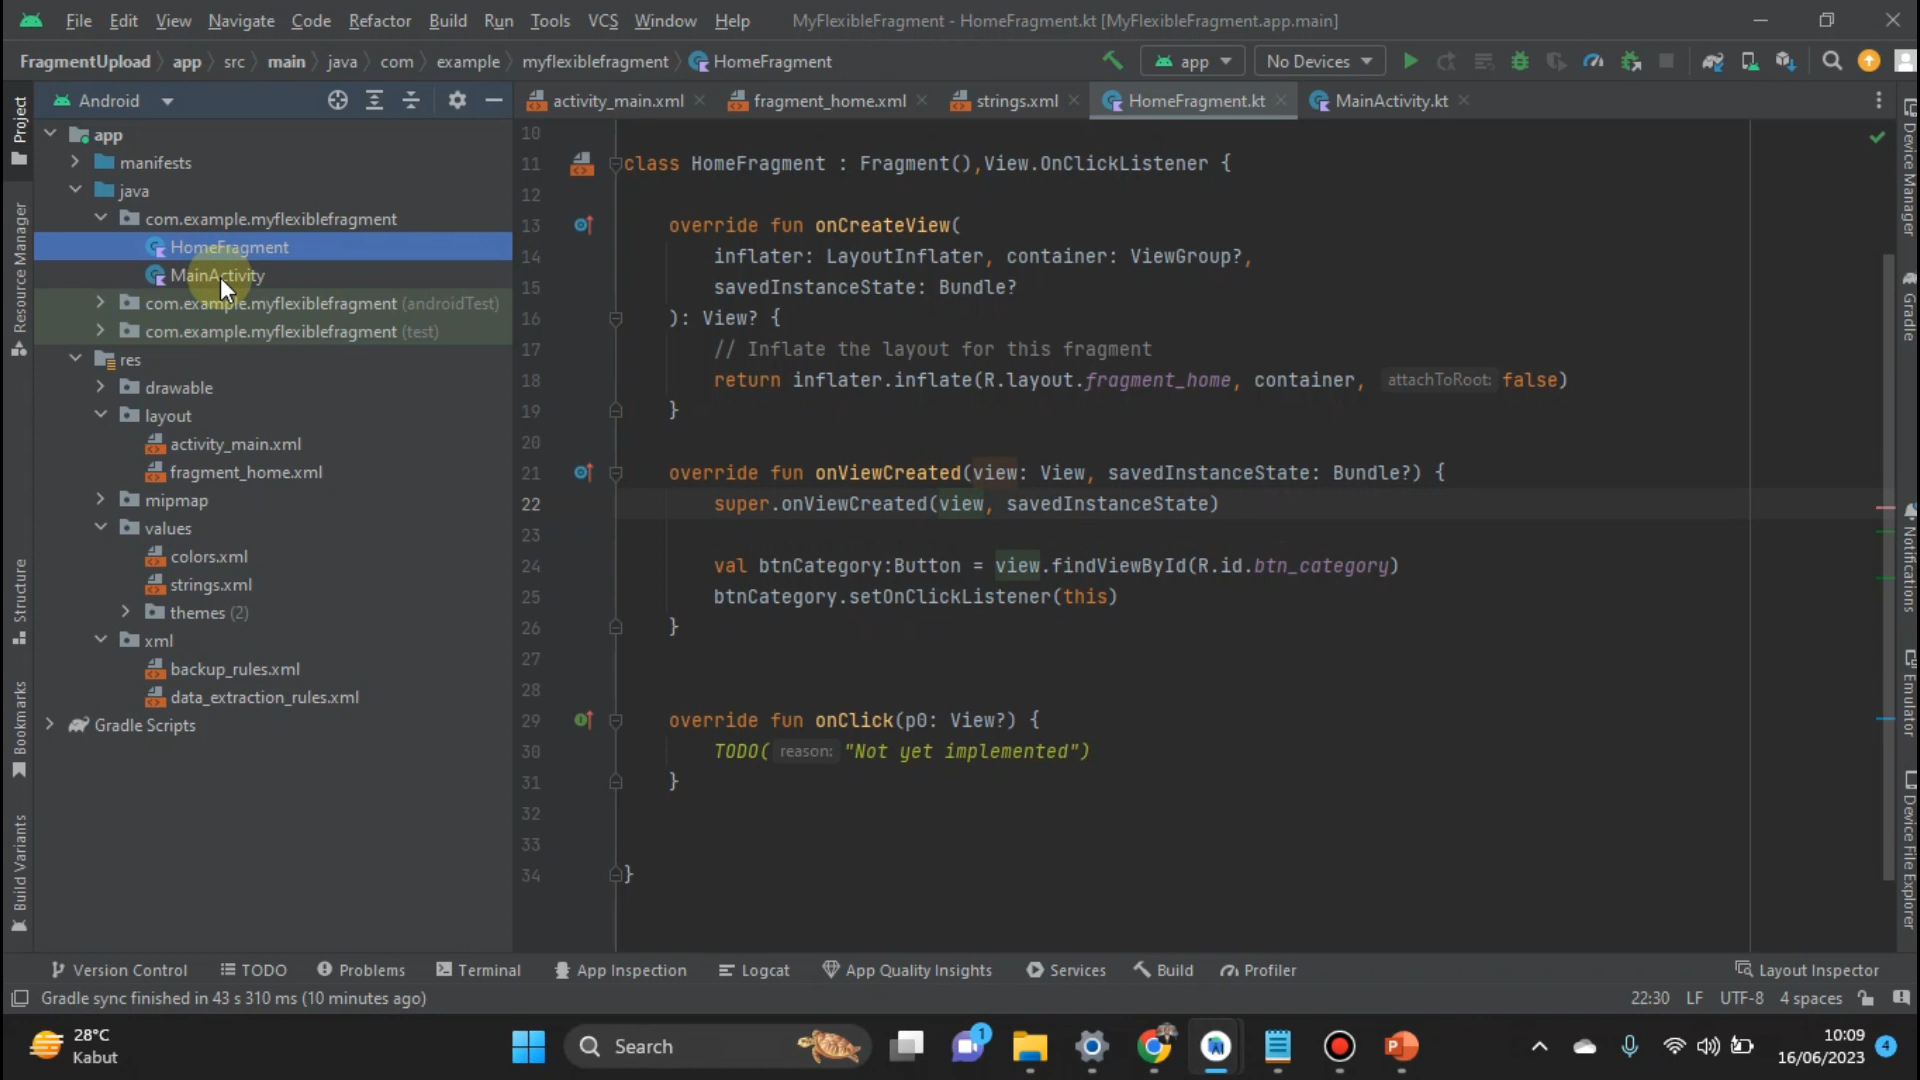 File Edit View Navigate Code Refactor Build Run Tools VCS Window Help MyFlexibleFragment - HomeFragment.kt [MyFlexibleFragment.app.main]
FragmentUpload app src main java com example myflexiblefragment HomeFragment app No Devices
Project
Resource Manager
Structure
Bookmarks
Build Variants
Android
app
manifests
java
com.example.myflexiblefragment
HomeFragment
MainActivity
com.example.myflexiblefragment (androidTest)
com.example.myflexiblefragment (test)
res
drawable
layout
activity_main.xml
fragment_home.xml
mipmap
values
colors.xml
strings.xml
themes (2)
xml
backup_rules.xml
data_extraction_rules.xml
Gradle Scripts
activity_main.xml fragment_home.xml strings.xml HomeFragment.kt MainActivity.kt
10
11 class HomeFragment : Fragment(),View.OnClickListener {
12
13 override fun onCreateView(
14 inflater: LayoutInflater, container: ViewGroup?,
15 savedInstanceState: Bundle?
16 ): View? {
17 // Inflate the layout for this fragment
18 return inflater.inflate(R.layout.fragment_home, container, attachToRoot: false)
19 }
20
21 override fun onViewCreated(view: View, savedInstanceState: Bundle?) {
22 super.onViewCreated(view, savedInstanceState)
23
24 val btnCategory:Button = view.findViewById(R.id.btn_category)
25 btnCategory.setOnClickListener(this)
26 }
27
28
29 override fun onClick(p0: View?) {
30 TODO( reason: "Not yet implemented")
31 }
32
33
34 }
Device Manager
Gradle
Notifications
Emulator
Device File Explorer
Version Control TODO Problems Terminal App Inspection Logcat App Quality Insights Services Build Profiler Layout Inspector
Gradle sync finished in 43 s 310 ms (10 minutes ago) 22:30 LF UTF-8 4 spaces
28°C
Kabut
Search
1
10:09
16/06/2023
4